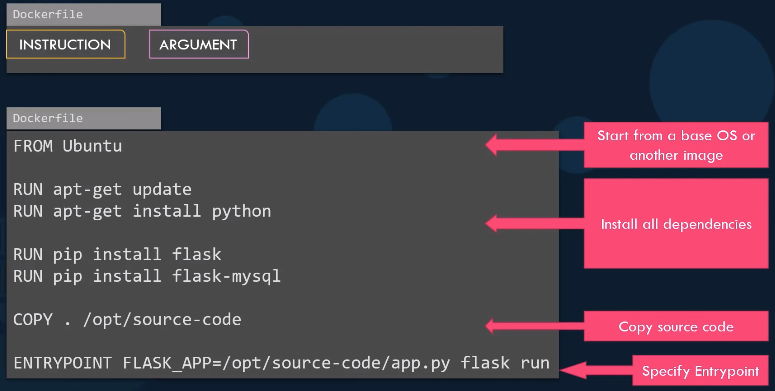 Dockerfile
INSTRUCTION ARGUMENT
Dockerfile
FROM Ubuntu
Start from a base OS or
another image
RUN apt-get update
RUN apt-get install python
Install all dependencies
RUN pip install flask
RUN pip install flask-mysql
COPY . /opt/source-code
Copy source code
ENTRYPOINT FLASK_APP=/opt/source-code/app.py flask run
Specify Entrypoint